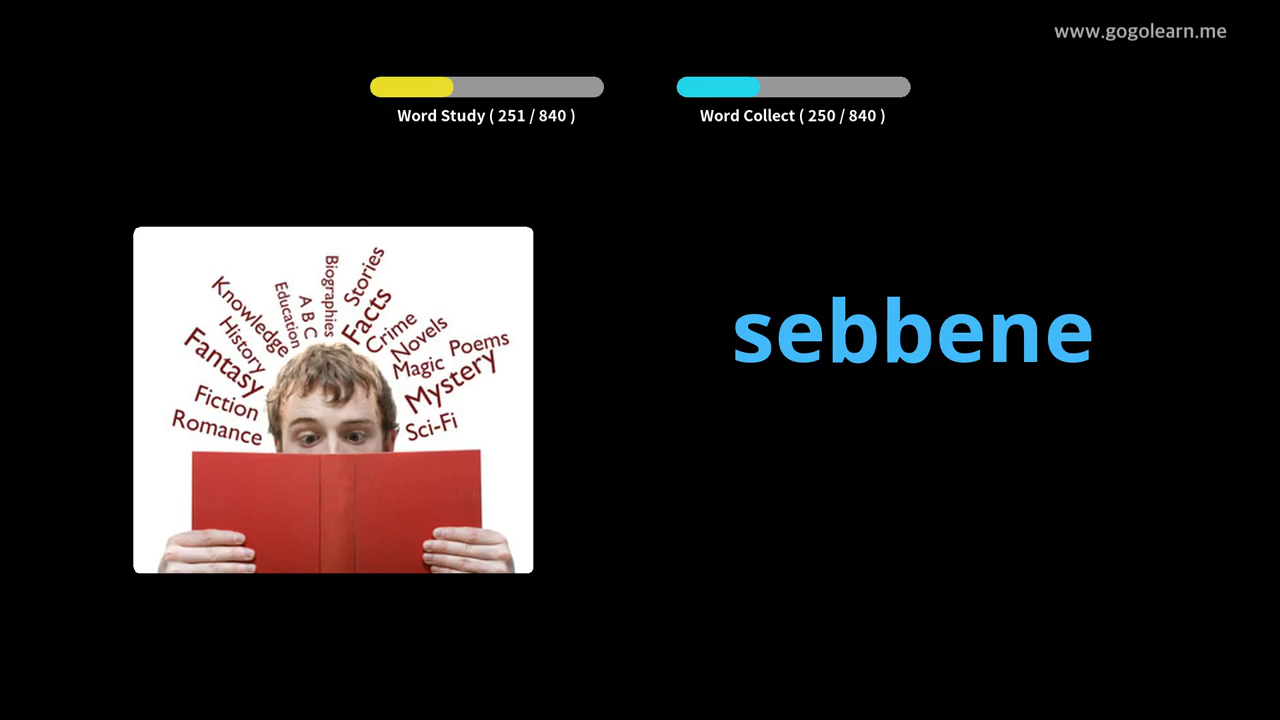 www.gogolearn.me
Word Study ( 251 / 840 )
Word Collect ( 250 / 840 )
Biographies
Stories
Education
A B C
Facts
Knowledge
Crime
History
Novels
Fantasy
Magic
Poems
Mystery
Fiction
Romance
Sci-Fi
sebbene